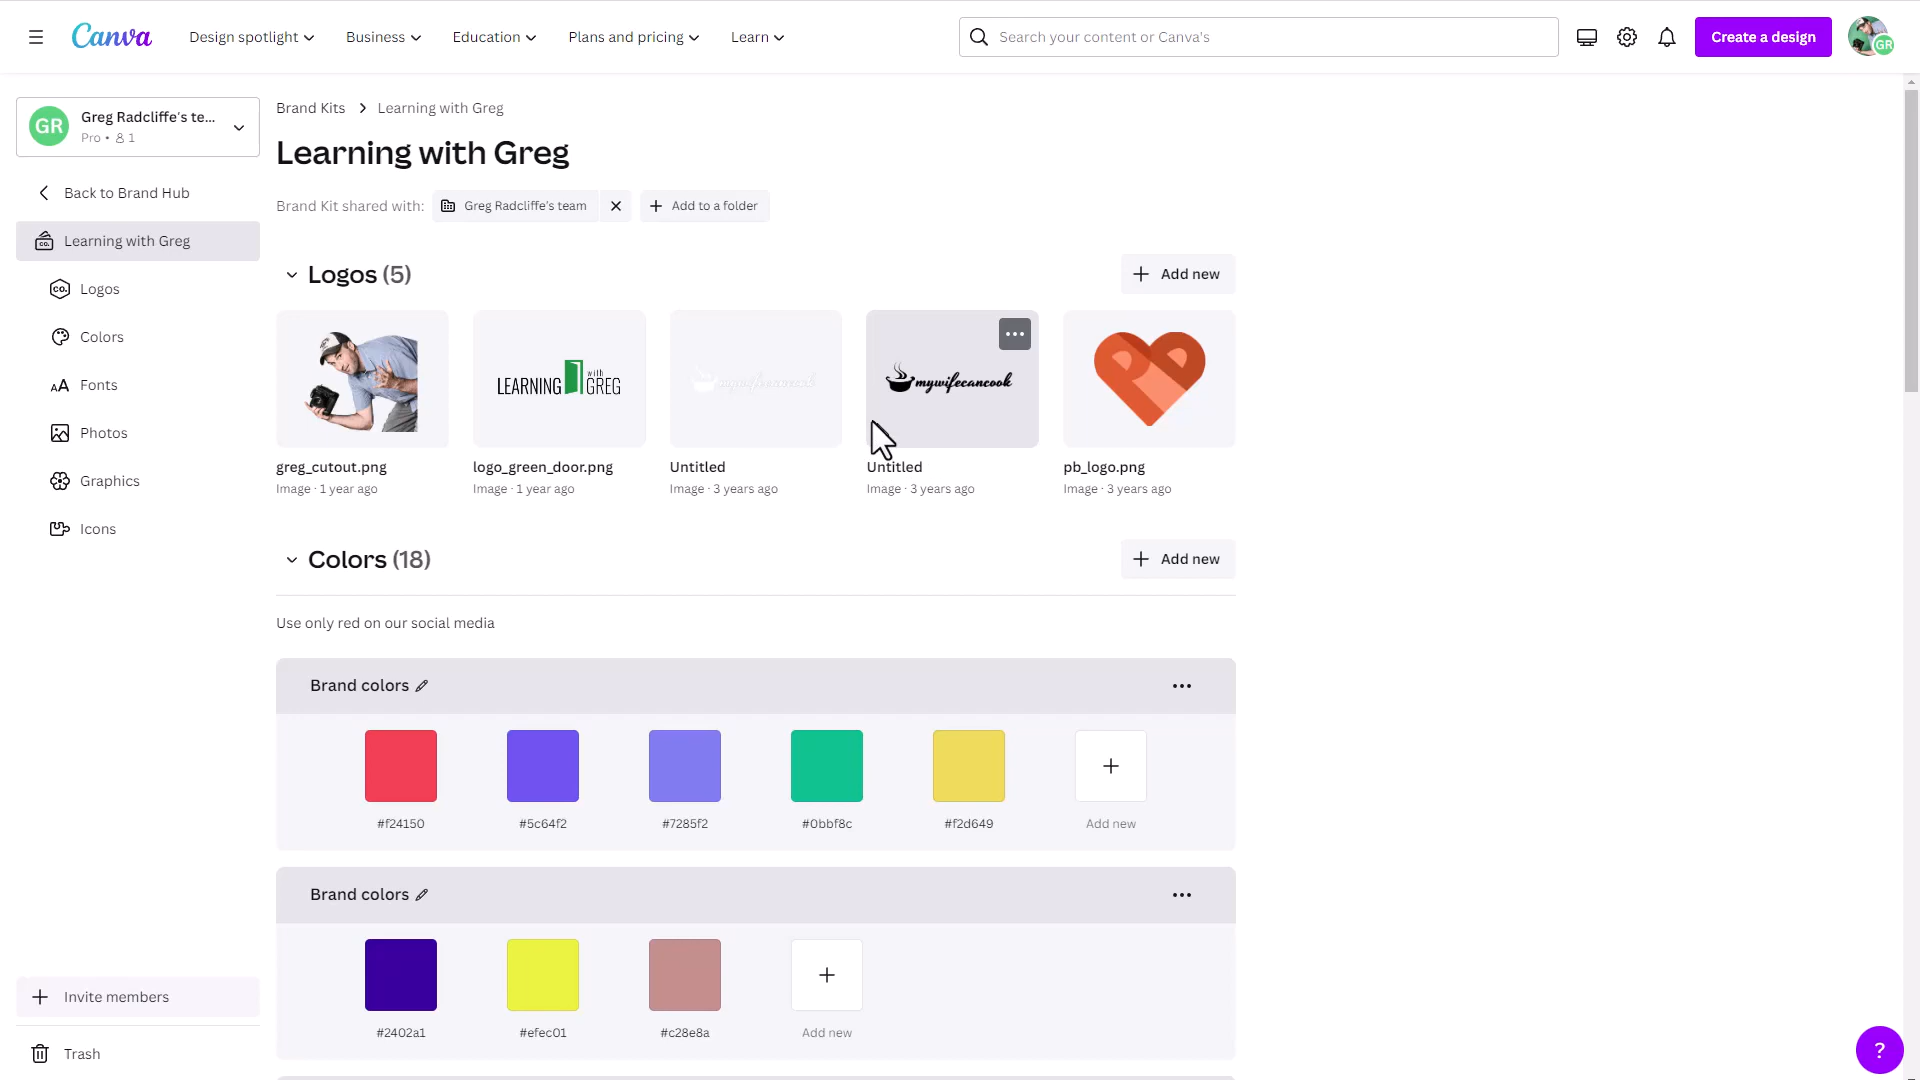 Canva
Design spotlight
Business
Education
Plans and pricing
Learn
Search your content or Canva's
Create a design
GR
GR
Greg Radcliffe's te...
Pro • 1
Back to Brand Hub
Learning with Greg
Logos
Colors
Fonts
Photos
Graphics
Icons
Invite members
Trash
Brand Kits > Learning with Greg
Learning with Greg
Brand Kit shared with: Greg Radcliffe's team
Add to a folder
Logos (5)
Add new
LEARNING with GREG
mywifecancook
mywifecancook
greg_cutout.png
Image · 1 year ago
logo_green_door.png
Image · 1 year ago
Untitled
Image · 3 years ago
Untitled
Image · 3 years ago
pb_logo.png
Image · 3 years ago
Colors (18)
Add new
Use only red on our social media
Brand colors
#f24150
#5c64f2
#7285f2
#0bbf8c
#f2d649
Add new
Brand colors
#2402a1
#efec01
#c28e8a
Add new
?